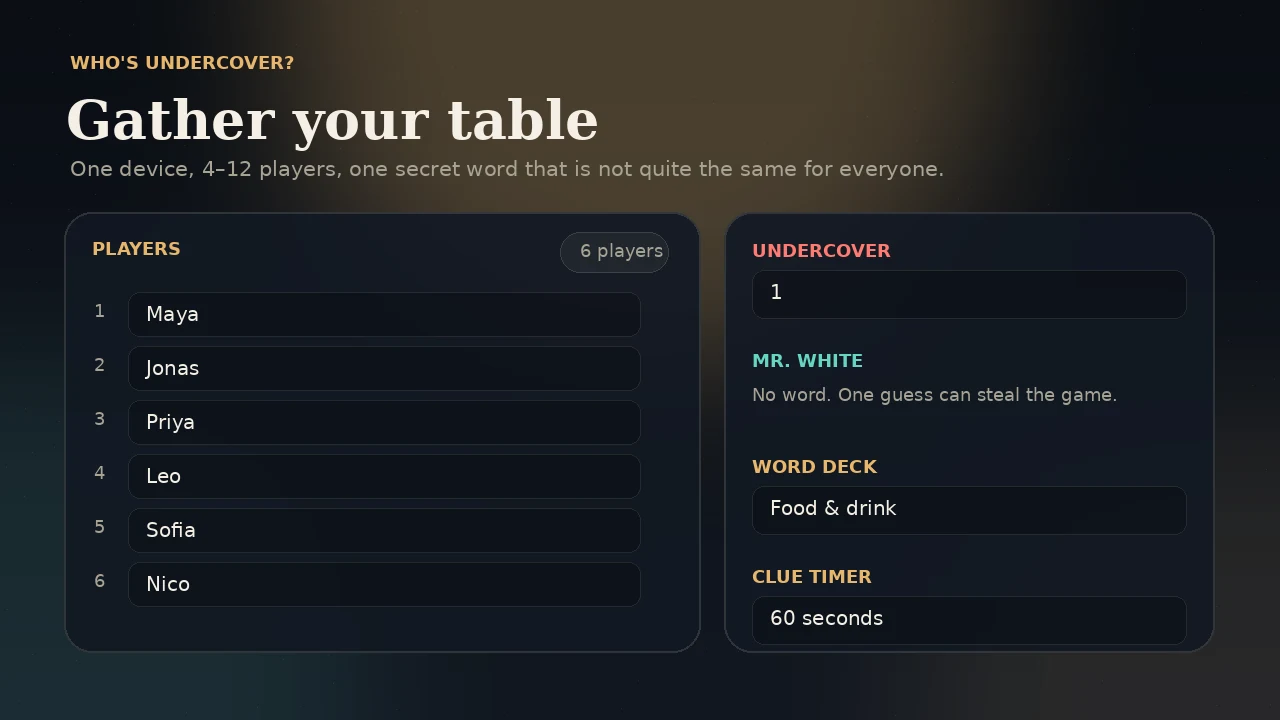 WHO'S UNDERCOVER?
Gather your table
One device, 4–12 players, one secret word that is not quite the same for everyone.
PLAYERS
6 players
1 Maya
2 Jonas
3 Priya
4 Leo
5 Sofia
6 Nico
UNDERCOVER
1
MR. WHITE
No word. One guess can steal the game.
WORD DECK
Food & drink
CLUE TIMER
60 seconds